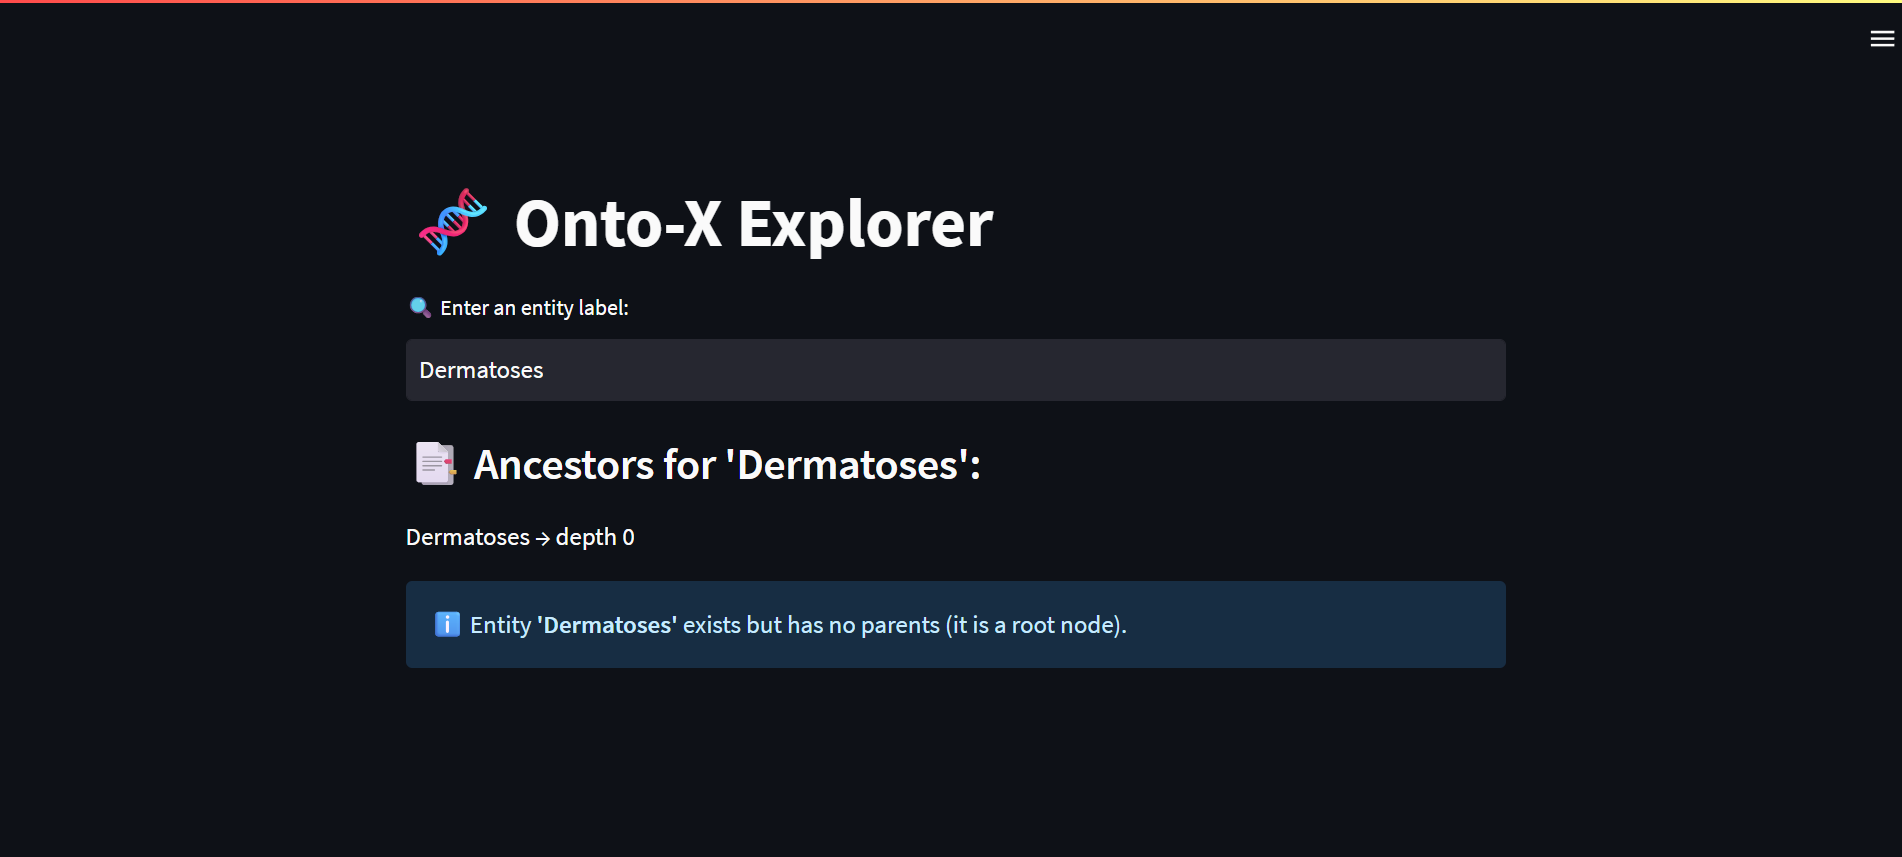 Onto-X Explorer
Enter an entity label:
Dermatoses
Ancestors for 'Dermatoses':
Dermatoses → depth 0
Entity 'Dermatoses' exists but has no parents (it is a root node).